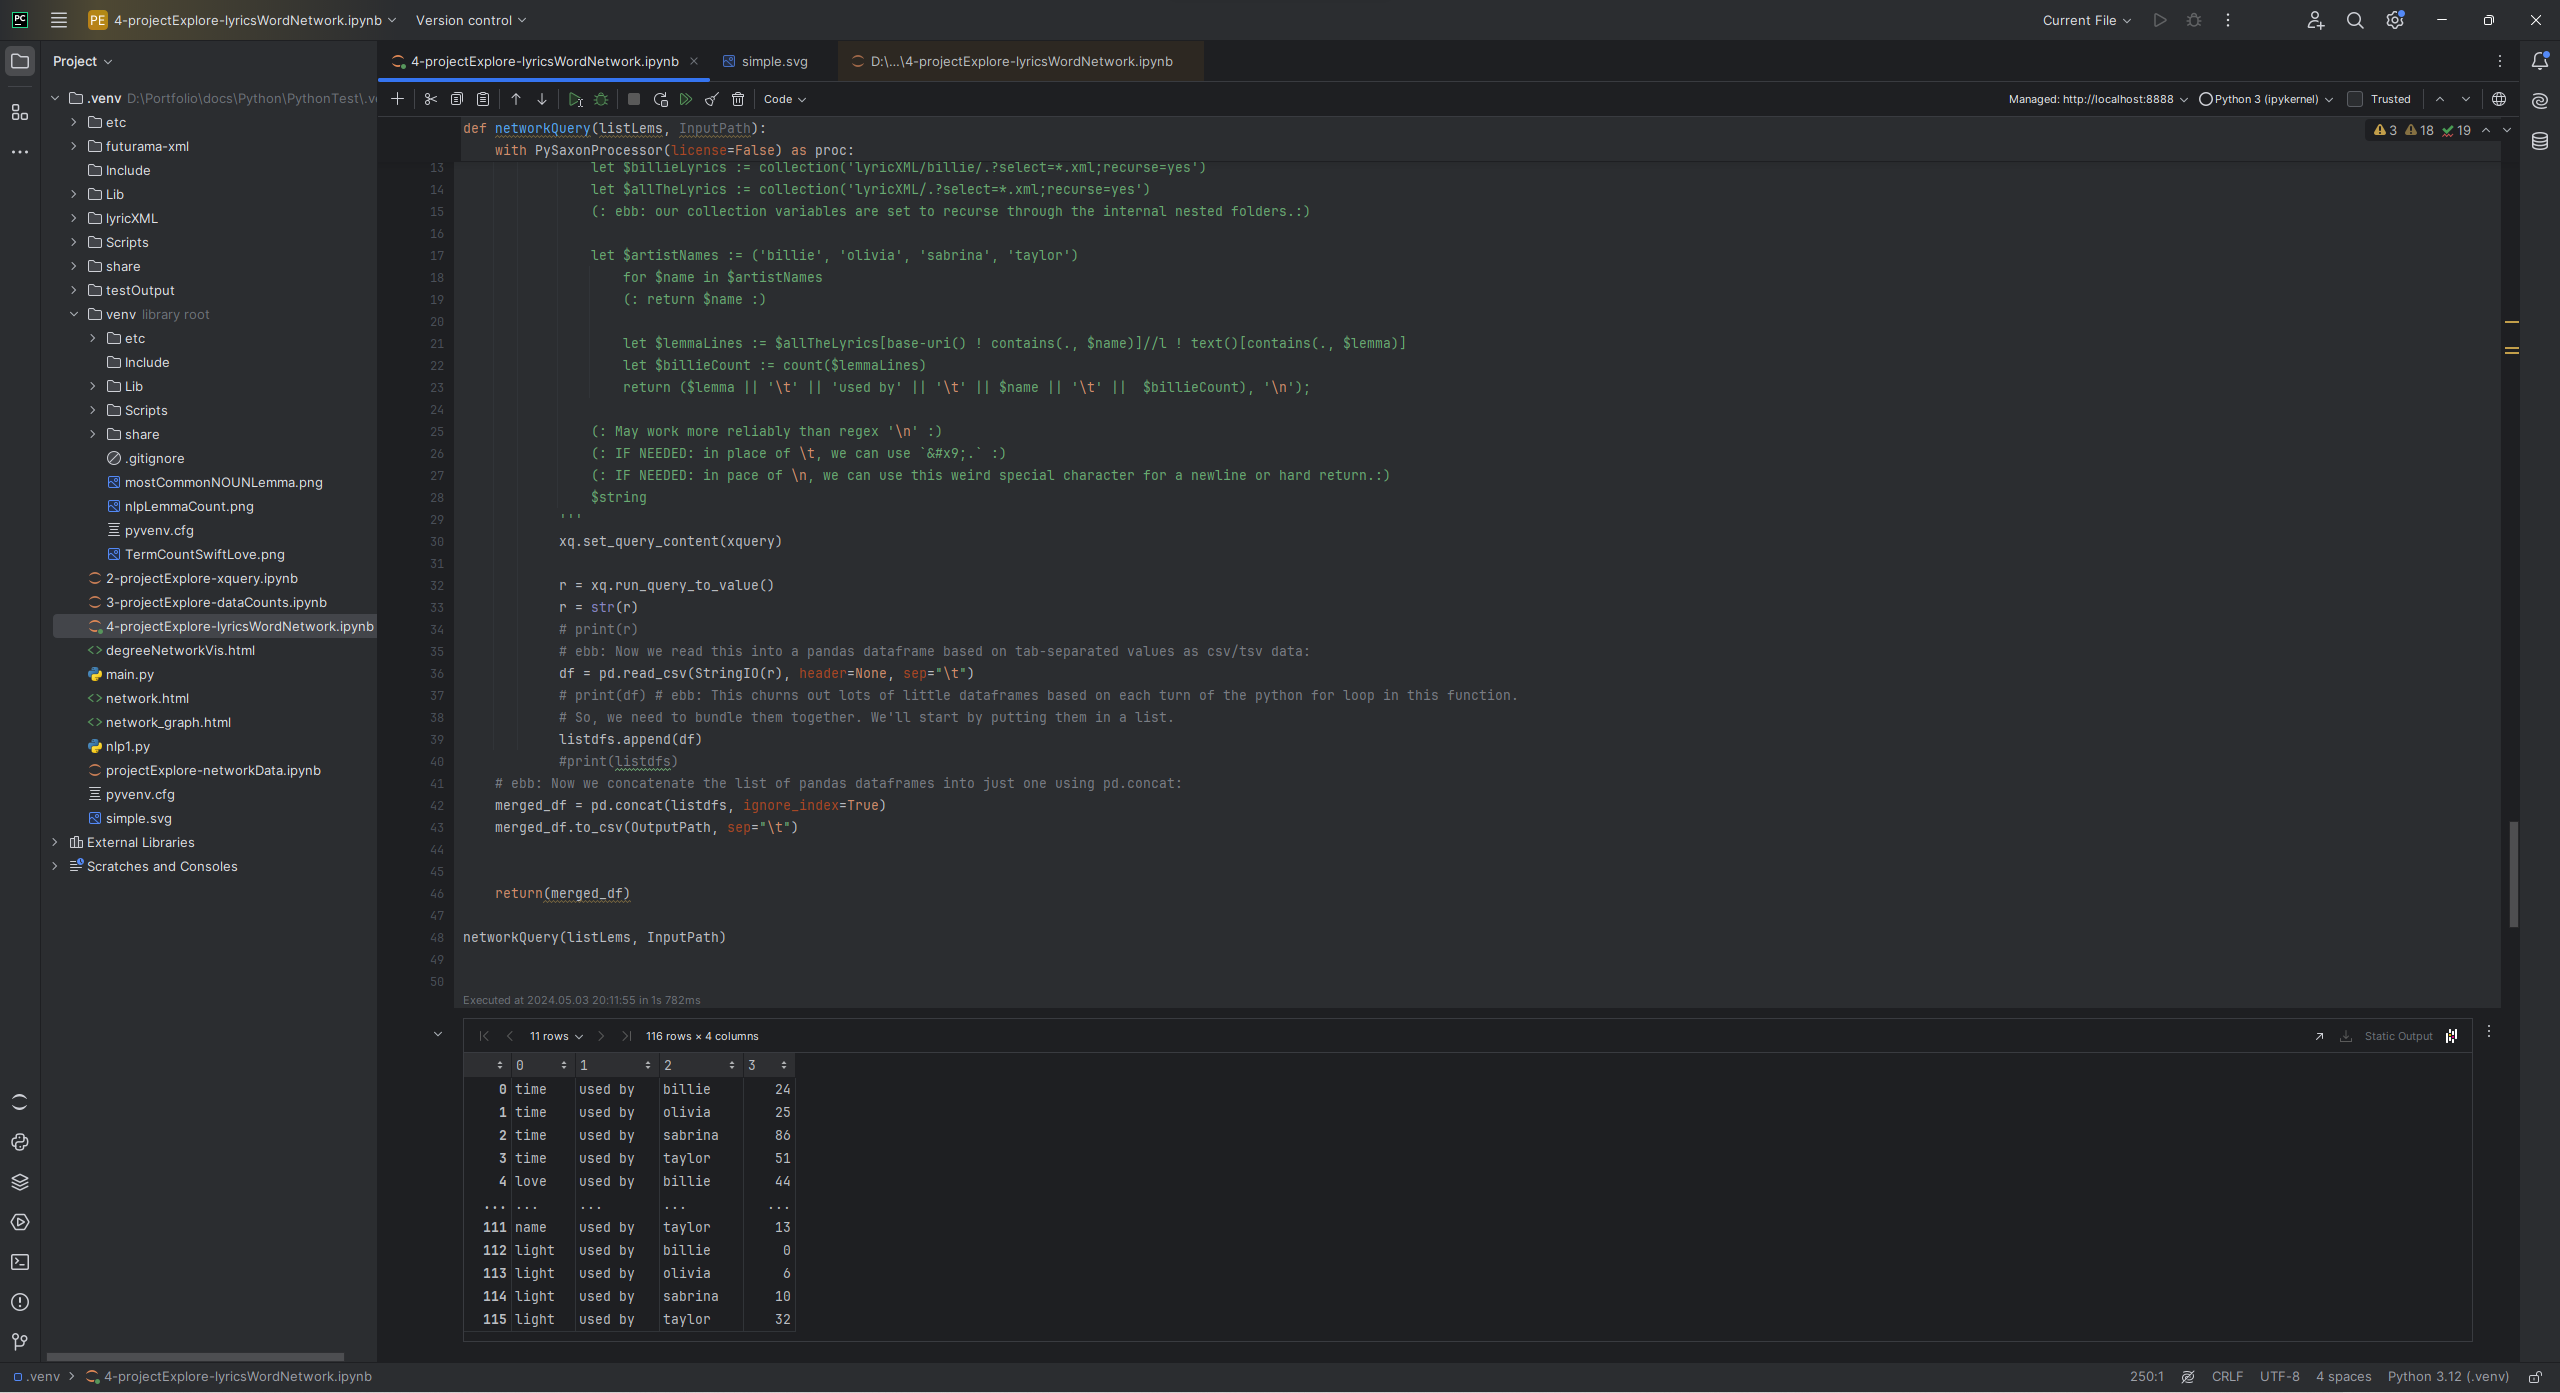 PC PE 4-projectExplore-lyricsWordNetwork.ipynb Version control Current File
Project
.venv D:\Portfolio\docs\Python\PythonTest\.ve
etc
futurama-xml
Include
Lib
lyricXML
Scripts
share
testOutput
venv library root
etc
Include
Lib
Scripts
share
.gitignore
mostCommonNOUNLemma.png
nlpLemmaCount.png
pyvenv.cfg
TermCountSwiftLove.png
2-projectExplore-xquery.ipynb
3-projectExplore-dataCounts.ipynb
4-projectExplore-lyricsWordNetwork.ipynb
degreeNetworkVis.html
main.py
network.html
network_graph.html
nlp1.py
projectExplore-networkData.ipynb
pyvenv.cfg
simple.svg
External Libraries
Scratches and Consoles
4-projectExplore-lyricsWordNetwork.ipynb simple.svg D:\...\4-projectExplore-lyricsWordNetwork.ipynb
Code Managed: http://localhost:8888 Python 3 (ipykernel) Trusted
3 18 19
def networkQuery(listLems, InputPath):
with PySaxonProcessor(license=False) as proc:
13 let $billieLyrics := collection('lyricXML/billie/.?select=*.xml;recurse=yes')
14 let $allTheLyrics := collection('lyricXML/.?select=*.xml;recurse=yes')
15 (: ebb: our collection variables are set to recurse through the internal nested folders.:)
16
17 let $artistNames := ('billie', 'olivia', 'sabrina', 'taylor')
18 for $name in $artistNames
19 (: return $name :)
20
21 let $lemmaLines := $allTheLyrics[base-uri() ! contains(., $name)]//l ! text()[contains(., $lemma)]
22 let $billieCount := count($lemmaLines)
23 return ($lemma || '\t' || 'used by' || '\t' || $name || '\t' ||  $billieCount), '\n');
24
25 (: May work more reliably than regex '\n' :)
26 (: IF NEEDED: in place of \t, we can use `&#x9;.` :)
27 (: IF NEEDED: in pace of \n, we can use this weird special character for a newline or hard return.:)
28 $string
29 '''
30 xq.set_query_content(xquery)
31
32 r = xq.run_query_to_value()
33 r = str(r)
34 # print(r)
35 # ebb: Now we read this into a pandas dataframe based on tab-separated values as csv/tsv data:
36 df = pd.read_csv(StringIO(r), header=None, sep="\t")
37 # print(df) # ebb: This churns out lots of little dataframes based on each turn of the python for loop in this function.
38 # So, we need to bundle them together. We'll start by putting them in a list.
39 listdfs.append(df)
40 #print(listdfs)
41 # ebb: Now we concatenate the list of pandas dataframes into just one using pd.concat:
42 merged_df = pd.concat(listdfs, ignore_index=True)
43 merged_df.to_csv(OutputPath, sep="\t")
44
45
46 return(merged_df)
47
48 networkQuery(listLems, InputPath)
49
50
Executed at 2024.05.03 20:11:55 in 1s 782ms
11 rows 116 rows × 4 columns Static Output
0 1 2 3
0 time used by billie 24
1 time used by olivia 25
2 time used by sabrina 86
3 time used by taylor 51
4 love used by billie 44
... ... ... ... ...
111 name used by taylor 13
112 light used by billie 0
113 light used by olivia 6
114 light used by sabrina 10
115 light used by taylor 32
.venv 4-projectExplore-lyricsWordNetwork.ipynb 250:1 CRLF UTF-8 4 spaces Python 3.12 (.venv)